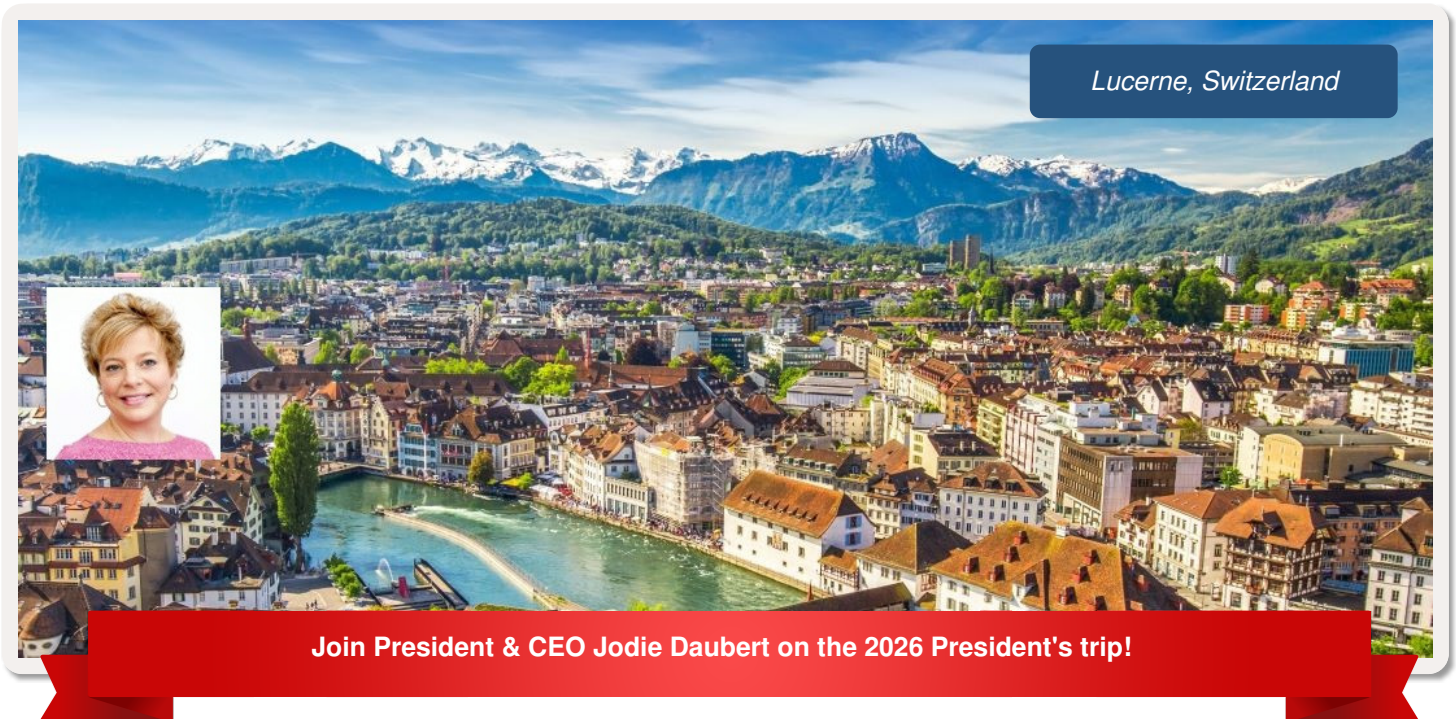 Lucerne, Switzerland
Join President & CEO Jodie Daubert on the 2026 President's trip!